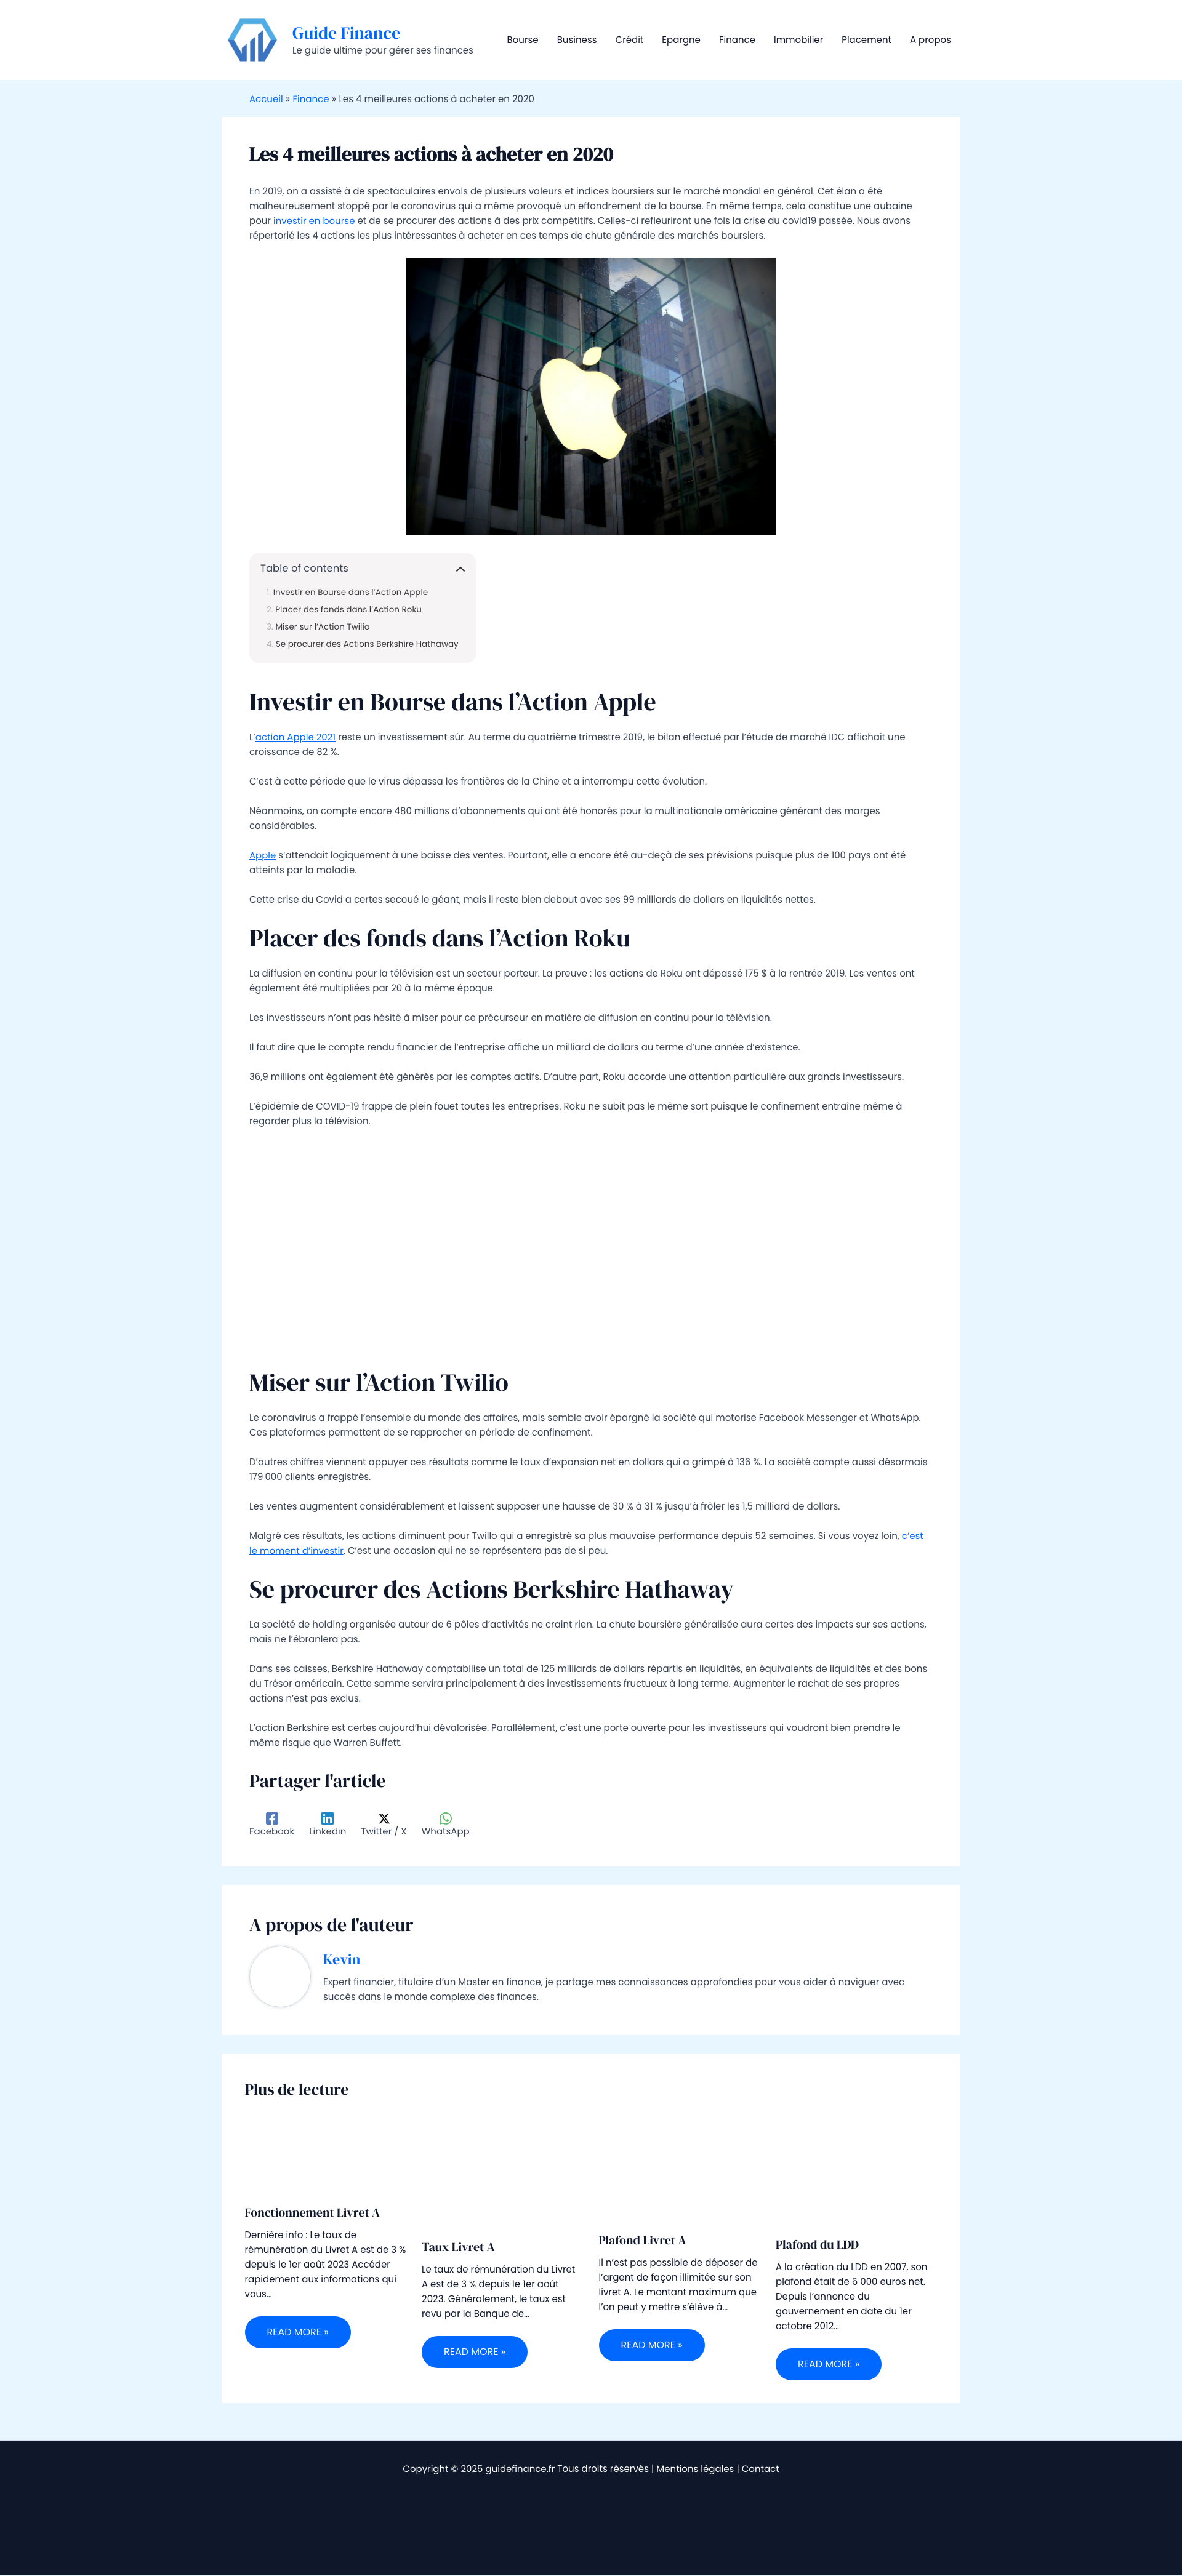 Guide Finance
Le guide ultime pour gérer ses finances
Bourse
Business
Crédit
Epargne
Finance
Immobilier
Placement
A propos
Accueil » Finance » Les 4 meilleures actions à acheter en 2020
Les 4 meilleures actions à acheter en 2020
En 2019, on a assisté à de spectaculaires envols de plusieurs valeurs et indices boursiers sur le marché mondial en général. Cet élan a été
malheureusement stoppé par le coronavirus qui a même provoqué un effondrement de la bourse. En même temps, cela constitue une aubaine
pour investir en bourse et de se procurer des actions à des prix compétitifs. Celles-ci refleuriront une fois la crise du covid19 passée. Nous avons
répertorié les 4 actions les plus intéressantes à acheter en ces temps de chute générale des marchés boursiers.
Table of contents
1. Investir en Bourse dans l'Action Apple
2. Placer des fonds dans l'Action Roku
3. Miser sur l'Action Twilio
4. Se procurer des Actions Berkshire Hathaway
Investir en Bourse dans l'Action Apple
L'action Apple 2021 reste un investissement sûr. Au terme du quatrième trimestre 2019, le bilan effectué par l'étude de marché IDC affichait une
croissance de 82 %.
C'est à cette période que le virus dépassa les frontières de la Chine et a interrompu cette évolution.
Néanmoins, on compte encore 480 millions d'abonnements qui ont été honorés pour la multinationale américaine générant des marges
considérables.
Apple s'attendait logiquement à une baisse des ventes. Pourtant, elle a encore été au-deçà de ses prévisions puisque plus de 100 pays ont été
atteints par la maladie.
Cette crise du Covid a certes secoué le géant, mais il reste bien debout avec ses 99 milliards de dollars en liquidités nettes.
Placer des fonds dans l'Action Roku
La diffusion en continu pour la télévision est un secteur porteur. La preuve : les actions de Roku ont dépassé 175 $ à la rentrée 2019. Les ventes ont
également été multipliées par 20 à la même époque.
Les investisseurs n'ont pas hésité à miser pour ce précurseur en matière de diffusion en continu pour la télévision.
Il faut dire que le compte rendu financier de l'entreprise affiche un milliard de dollars au terme d'une année d'existence.
36,9 millions ont également été générés par les comptes actifs. D'autre part, Roku accorde une attention particulière aux grands investisseurs.
L'épidémie de COVID-19 frappe de plein fouet toutes les entreprises. Roku ne subit pas le même sort puisque le confinement entraîne même à
regarder plus la télévision.
Miser sur l'Action Twilio
Le coronavirus a frappé l'ensemble du monde des affaires, mais semble avoir épargné la société qui motorise Facebook Messenger et WhatsApp.
Ces plateformes permettent de se rapprocher en période de confinement.
D'autres chiffres viennent appuyer ces résultats comme le taux d'expansion net en dollars qui a grimpé à 136 %. La société compte aussi désormais
179 000 clients enregistrés.
Les ventes augmentent considérablement et laissent supposer une hausse de 30 % à 31 % jusqu'à frôler les 1,5 milliard de dollars.
Malgré ces résultats, les actions diminuent pour Twillo qui a enregistré sa plus mauvaise performance depuis 52 semaines. Si vous voyez loin, c'est
le moment d'investir. C'est une occasion qui ne se représentera pas de si peu.
Se procurer des Actions Berkshire Hathaway
La société de holding organisée autour de 6 pôles d'activités ne craint rien. La chute boursière généralisée aura certes des impacts sur ses actions,
mais ne l'ébranlera pas.
Dans ses caisses, Berkshire Hathaway comptabilise un total de 125 milliards de dollars répartis en liquidités, en équivalents de liquidités et des bons
du Trésor américain. Cette somme servira principalement à des investissements fructueux à long terme. Augmenter le rachat de ses propres
actions n'est pas exclus.
L'action Berkshire est certes aujourd'hui dévalorisée. Parallèlement, c'est une porte ouverte pour les investisseurs qui voudront bien prendre le
même risque que Warren Buffett.
Partager l'article
Facebook
Linkedin
Twitter / X
WhatsApp
A propos de l'auteur
Kevin
Expert financier, titulaire d'un Master en finance, je partage mes connaissances approfondies pour vous aider à naviguer avec
succès dans le monde complexe des finances.
Plus de lecture
Fonctionnement Livret A
Dernière info : Le taux de
rémunération du Livret A est de 3 %
depuis le 1er août 2023 Accéder
rapidement aux informations qui
vous…
READ MORE »
Taux Livret A
Le taux de rémunération du Livret
A est de 3 % depuis le 1er août
2023. Généralement, le taux est
revu par la Banque de…
READ MORE »
Plafond Livret A
Il n'est pas possible de déposer de
l'argent de façon illimitée sur son
livret A. Le montant maximum que
l'on peut y mettre s'élève à…
READ MORE »
Plafond du LDD
A la création du LDD en 2007, son
plafond était de 6 000 euros net.
Depuis l'annonce du
gouvernement en date du 1er
octobre 2012…
READ MORE »
Copyright © 2025 guidefinance.fr Tous droits réservés | Mentions légales | Contact